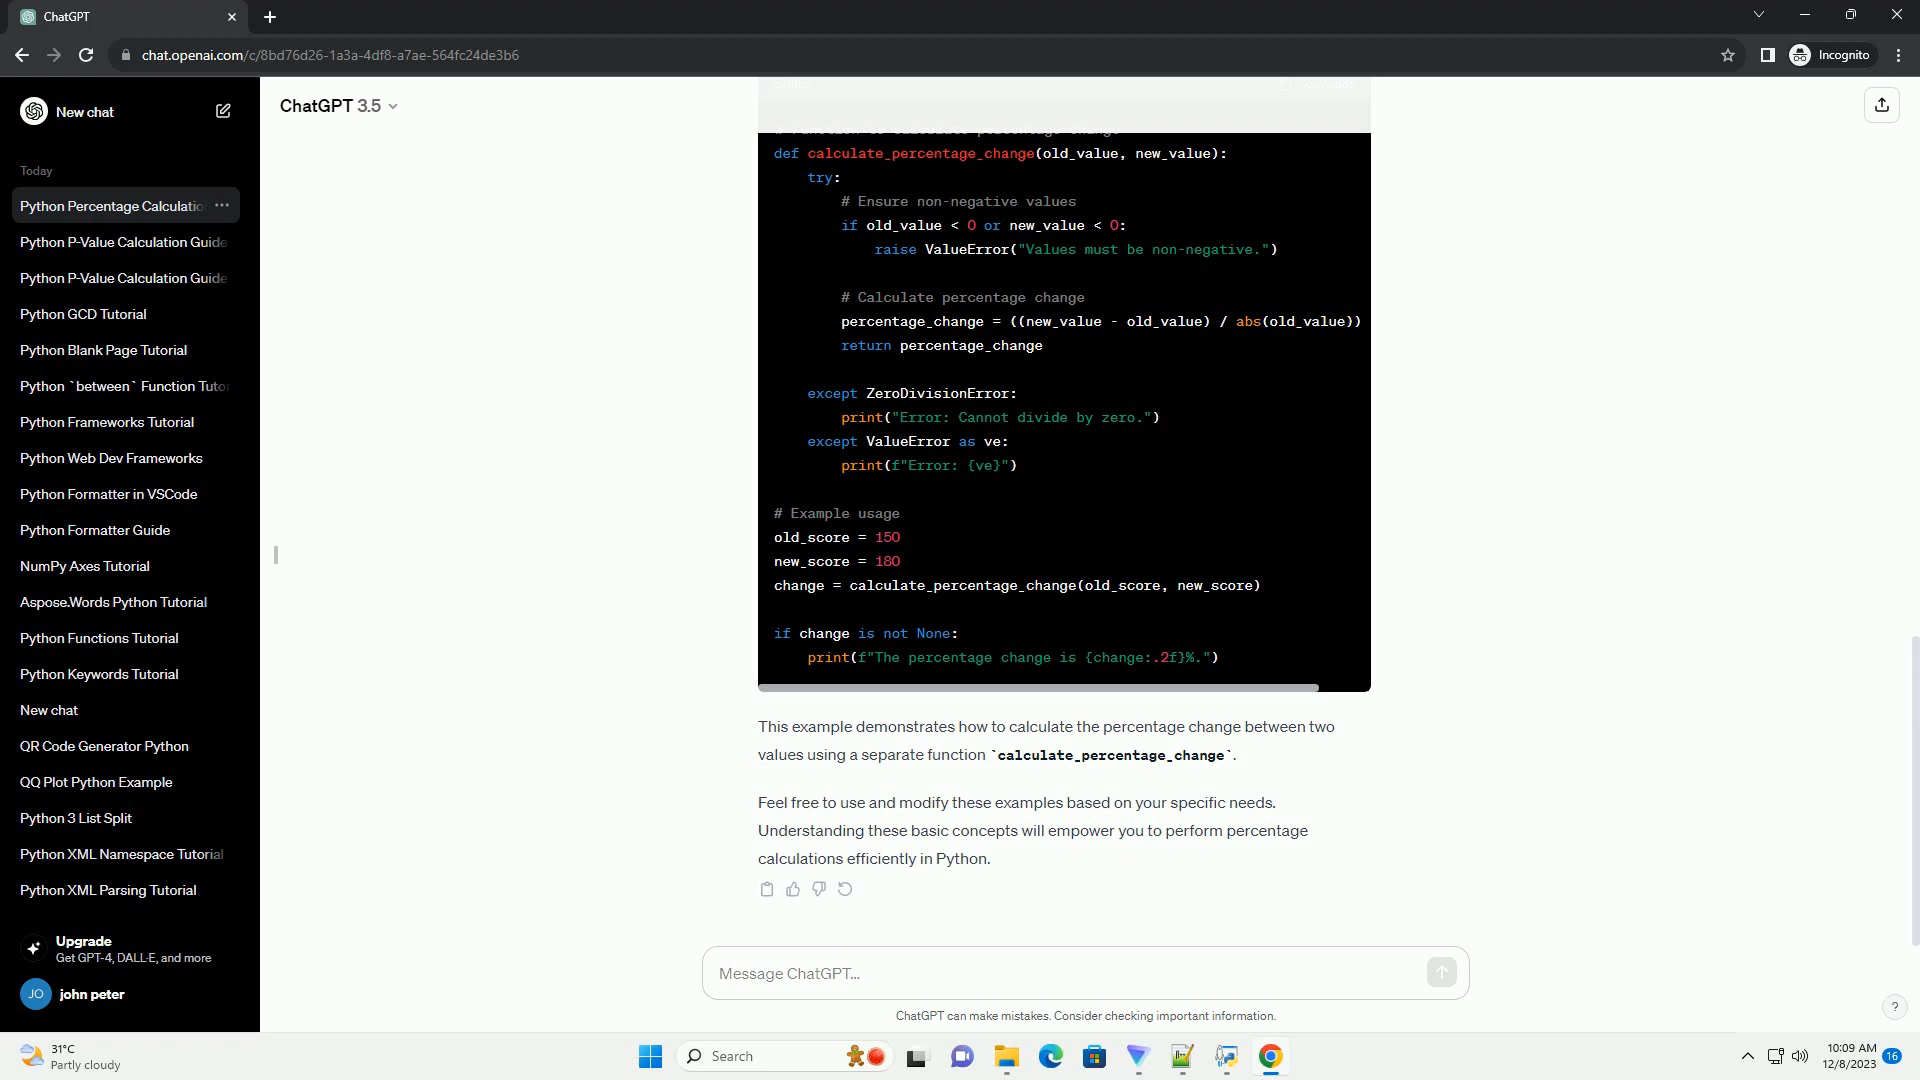 ChatGPT
chat.openai.com/c/8bd76d26-1a3a-4df8-a7ae-564fc24de3b6
Incognito
New chat
Today
Python Percentage Calculatio
Python P-Value Calculation Guide
Python P-Value Calculation Guide
Python GCD Tutorial
Python Blank Page Tutorial
Python `between` Function Tuto
Python Frameworks Tutorial
Python Web Dev Frameworks
Python Formatter in VSCode
Python Formatter Guide
NumPy Axes Tutorial
Aspose.Words Python Tutorial
Python Functions Tutorial
Python Keywords Tutorial
New chat
QR Code Generator Python
QQ Plot Python Example
Python 3 List Split
Python XML Namespace Tutorial
Python XML Parsing Tutorial
Upgrade
Get GPT-4, DALL·E, and more
JO john peter
ChatGPT 3.5
# Function to calculate percentage change
def calculate_percentage_change(old_value, new_value):
try:
# Ensure non-negative values
if old_value < 0 or new_value < 0:
raise ValueError("Values must be non-negative.")
# Calculate percentage change
percentage_change = ((new_value - old_value) / abs(old_value))
return percentage_change
except ZeroDivisionError:
print("Error: Cannot divide by zero.")
except ValueError as ve:
print(f"Error: {ve}")
# Example usage
old_score = 150
new_score = 180
change = calculate_percentage_change(old_score, new_score)
if change is not None:
print(f"The percentage change is {change:.2f}%.")
This example demonstrates how to calculate the percentage change between two
values using a separate function `calculate_percentage_change`.
Feel free to use and modify these examples based on your specific needs.
Understanding these basic concepts will empower you to perform percentage
calculations efficiently in Python.
Message ChatGPT...
ChatGPT can make mistakes. Consider checking important information.
?
31°C
Partly cloudy
Search
10:09 AM
12/8/2023
16